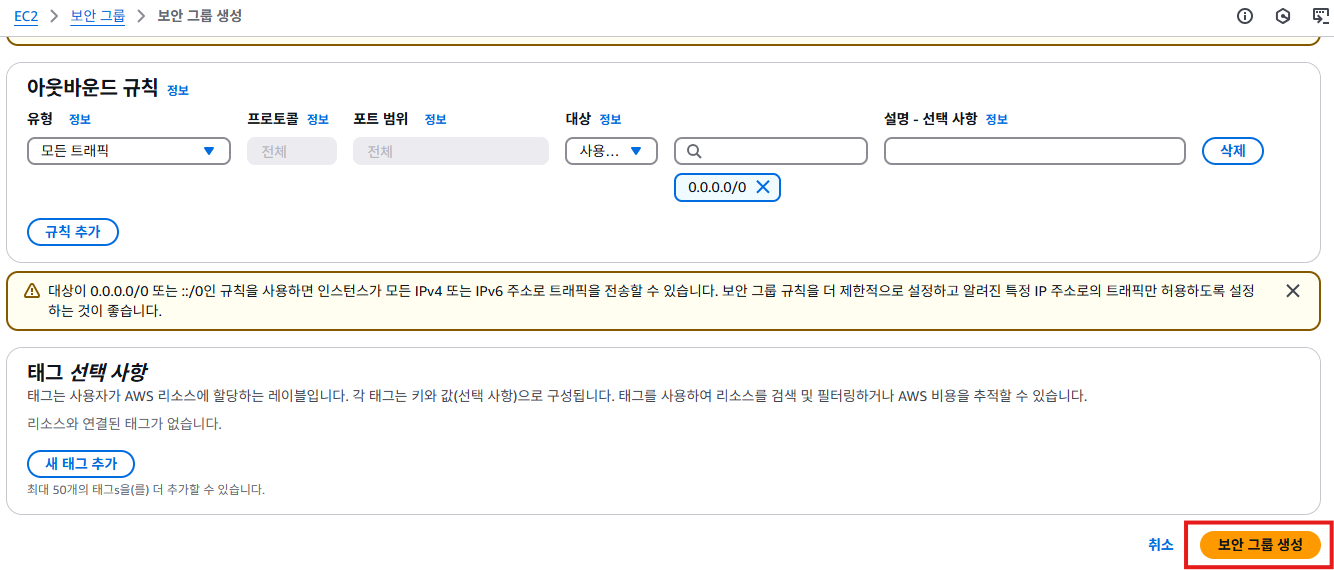 EC2 > 보안 그룹 > 보안 그룹 생성
아웃바운드 규칙 정보
유형 정보 프로토콜 정보 포트 범위 정보 대상 정보 설명 - 선택 사항 정보
모든 트래픽 전체 전체 사용... 삭제
0.0.0.0/0
규칙 추가
대상이 0.0.0.0/0 또는 ::/0인 규칙을 사용하면 인스턴스가 모든 IPv4 또는 IPv6 주소로 트래픽을 전송할 수 있습니다. 보안 그룹 규칙을 더 제한적으로 설정하고 알려진 특정 IP 주소로의 트래픽만 허용하도록 설정
하는 것이 좋습니다.
태그 선택 사항
태그는 사용자가 AWS 리소스에 할당하는 레이블입니다. 각 태그는 키와 값(선택 사항)으로 구성됩니다. 태그를 사용하여 리소스를 검색 및 필터링하거나 AWS 비용을 추적할 수 있습니다.
리소스와 연결된 태그가 없습니다.
새 태그 추가
최대 50개의 태그s을(를) 더 추가할 수 있습니다.
취소 보안 그룹 생성